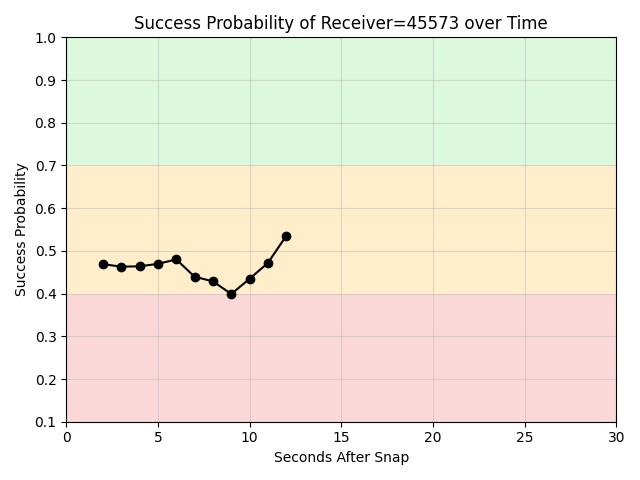 Success Probability of Receiver=45573 over Time
1.0
0.9
0.8
0.7
0.6
0.5
0.4
0.3
0.2
0.1
Success Probability
0 5 10 15 20 25 30
Seconds After Snap